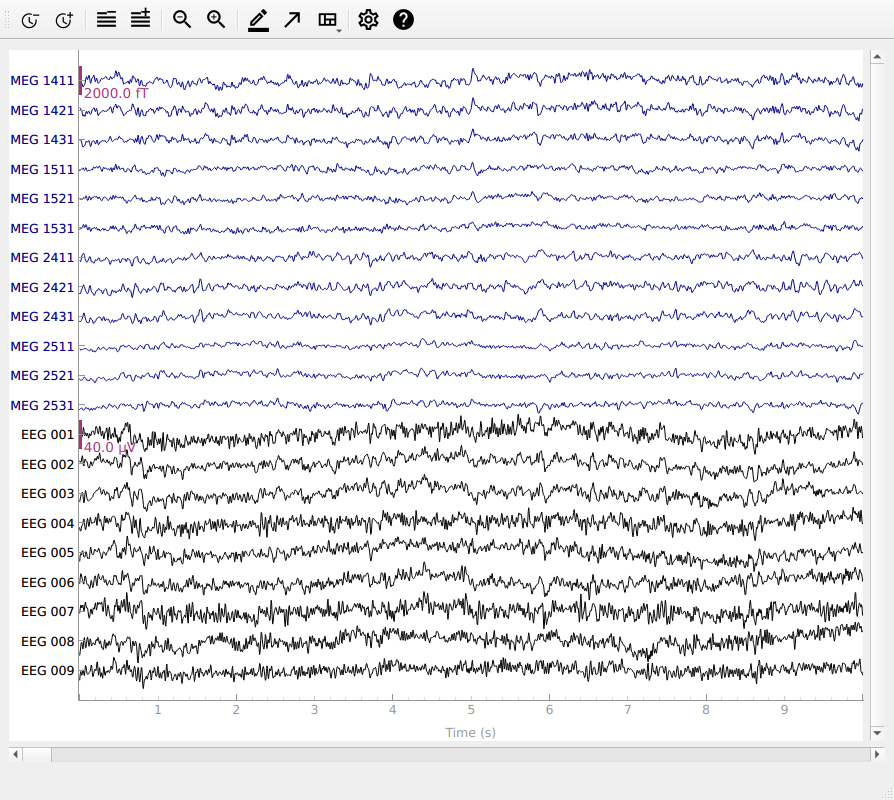 MEG 1411
2000.0 fT
MEG 1421
MEG 1431
MEG 1511
MEG 1521
MEG 1531
MEG 2411
MEG 2421
MEG 2431
MEG 2511
MEG 2521
MEG 2531
EEG 001
40.0 µV
EEG 002
EEG 003
EEG 004
EEG 005
EEG 006
EEG 007
EEG 008
EEG 009
1 2 3 4 5 6 7 8 9
Time (s)